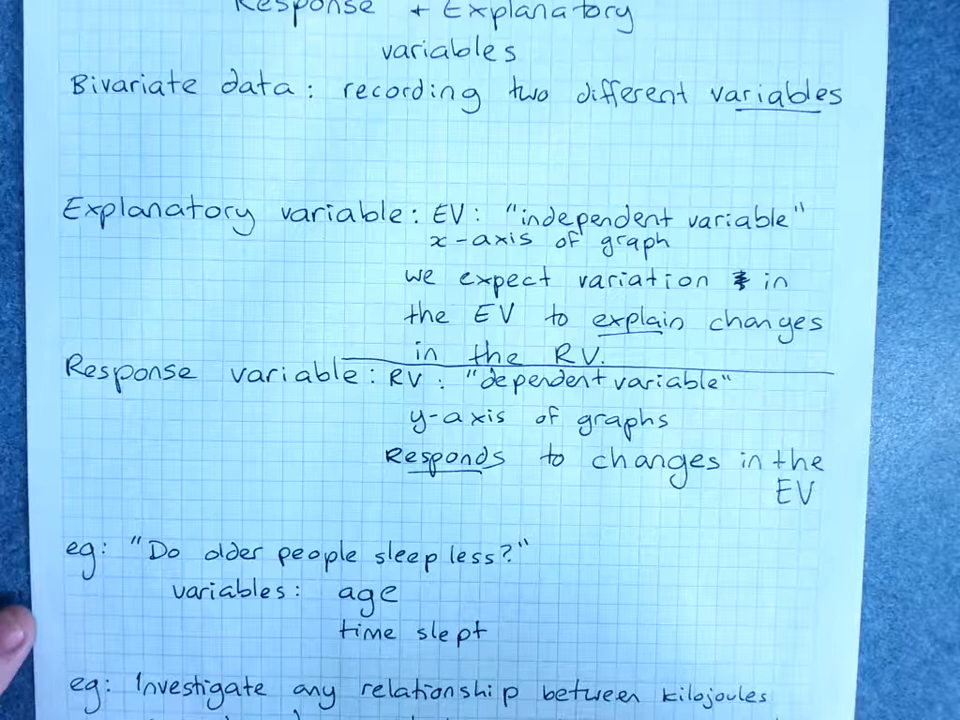 Response + Explanatory
variables
Bivariate data: recording two different variables
Explanatory variable: EV: "independent variable"
x-axis of graph
we expect variation in
the EV to explain changes
in the RV.
Response variable: RV: "dependent variable"
y-axis of graphs
Responds to changes in the
EV
eg: "Do older people sleep less?"
variables: age
time slept
eg: Investigate any relationship between kilojoules